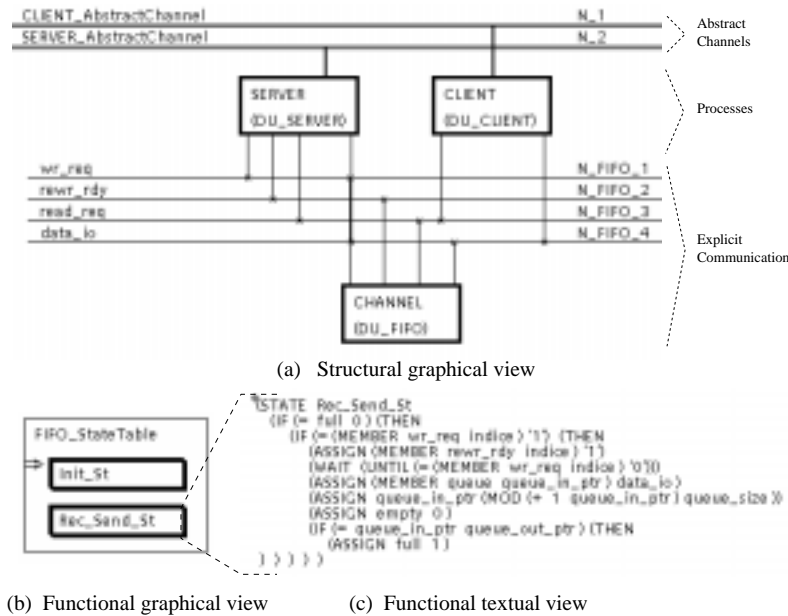 CLIENT_AbstractChannel N_1
SERVER_AbstractChannel N_2
Abstract
Channels
SERVER
(DU_SERVER)
CLIENT
(DU_CLIENT)
Processes
wr_req N_FIFO_1
rewr_rdy N_FIFO_2
read_req N_FIFO_3
data_io N_FIFO_4
Explicit
Communication
CHANNEL
(DU_FIFO)
(a) Structural graphical view
FIFO_StateTable
Init_St
Rec_Send_St
(STATE Rec_Send_St
(IF (= full 0 ) (THEN
(IF (= (MEMBER wr_req indice ) '1') (THEN
(ASSIGN (MEMBER rewr_rdy indice ) '1')
(WAIT (UNTIL (= (MEMBER wr_req indice ) '0')))
(ASSIGN (MEMBER queue queue_in_ptr ) data_io )
(ASSIGN queue_in_ptr (MOD (+ 1 queue_in_ptr ) queue_size ))
(ASSIGN empty 0 )
(IF (= queue_in_ptr queue_out_ptr ) (THEN
(ASSIGN full 1 )
) ) ) ) )
(b) Functional graphical view (c) Functional textual view